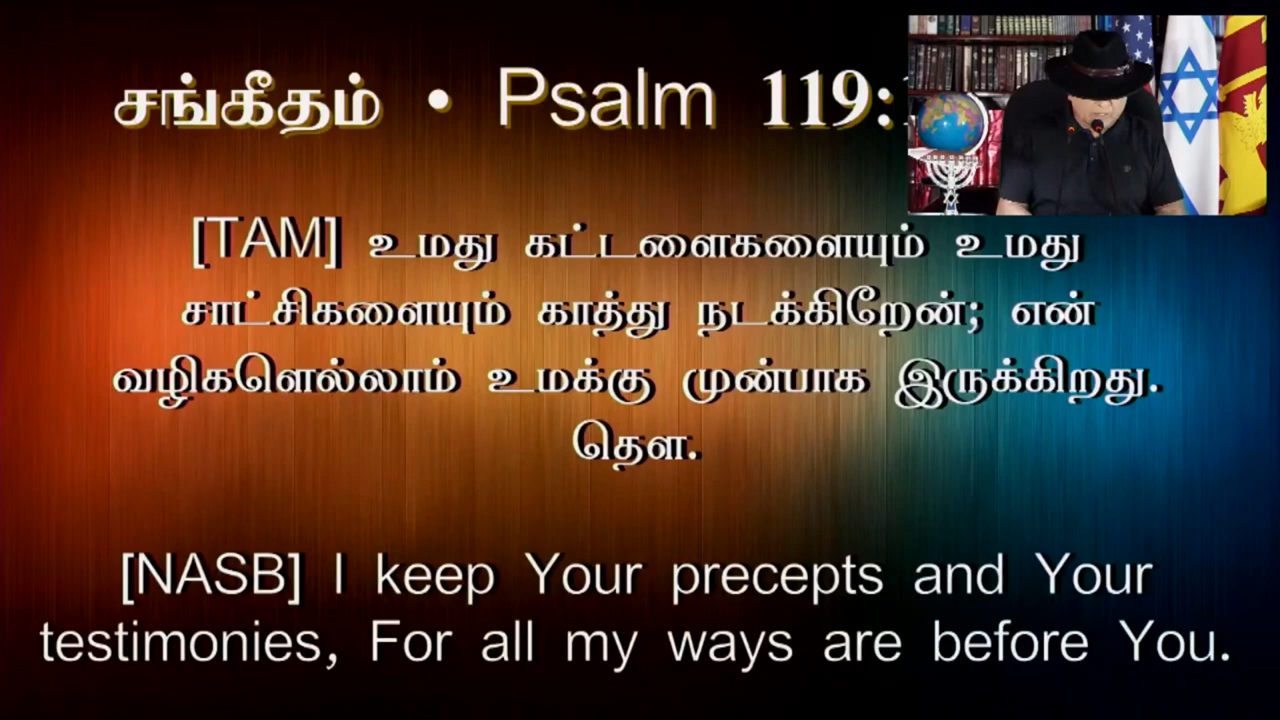 சங்கீதம் • Psalm 119:
[TAM] உமது கட்டளைகளையும் உமது
சாட்சிகளையும் காத்து நடக்கிறேன்; என்
வழிகளெல்லாம் உமக்கு முன்பாக இருக்கிறது.
தௌ.
[NASB] I keep Your precepts and Your
testimonies, For all my ways are before You.